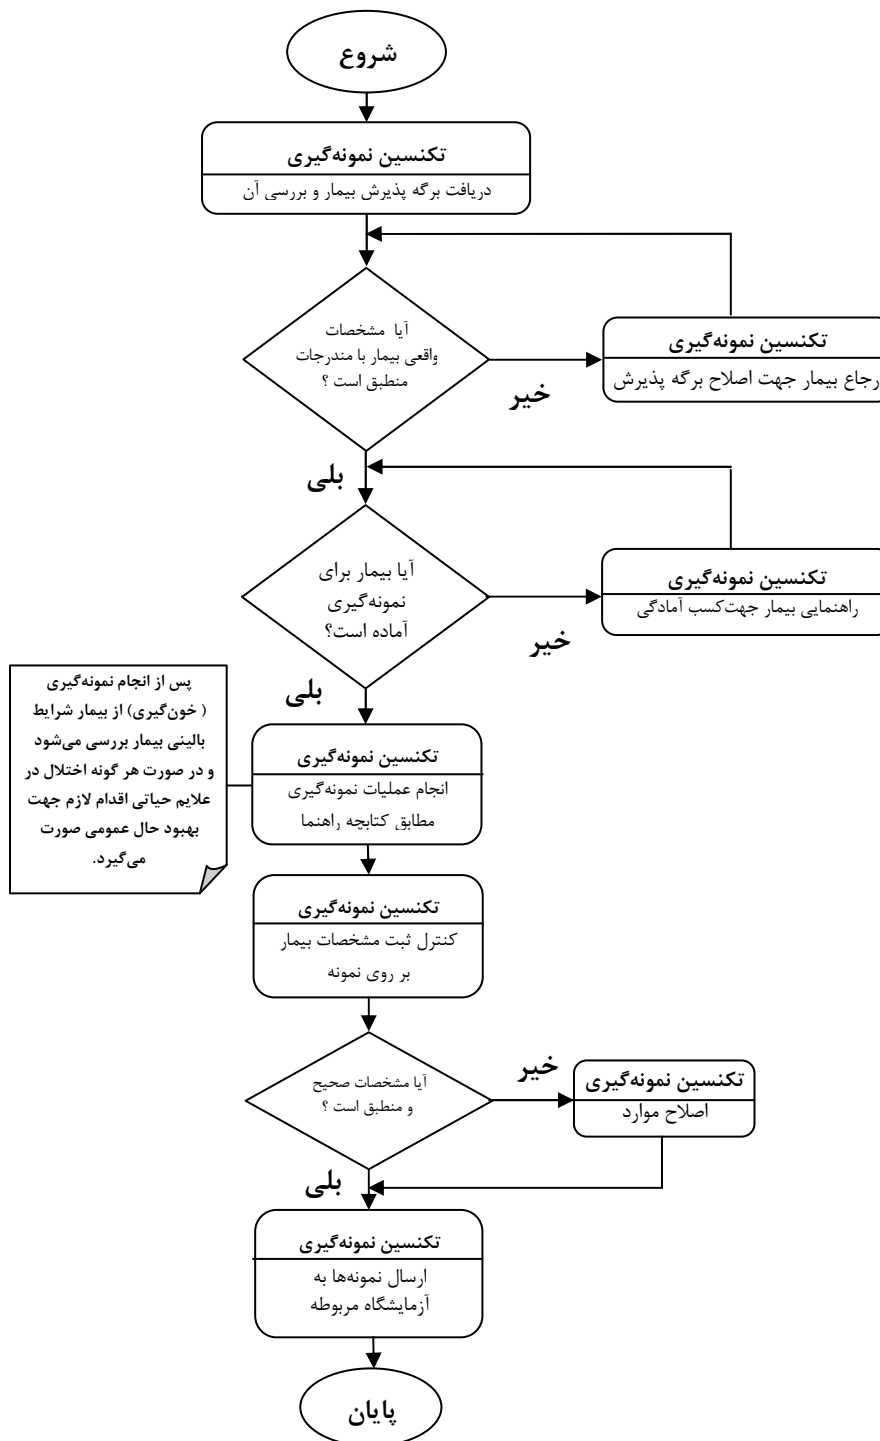 شروع
تکنسین نمونه‌گیری
دریافت برگه پذیرش بیمار و بررسی آن
آیا مشخصات
واقعی بیمار با مندرجات
منطبق است ؟
خیر
تکنسین نمونه‌گیری
رجاع بیمار جهت اصلاح برگه پذیرش
بلی
آیا بیمار برای
نمونه‌گیری
آماده است؟
خیر
تکنسین نمونه‌گیری
راهنمایی بیمار جهت‌کسب آمادگی
بلی
پس از انجام نمونه‌گیری
( خون‌گیری) از بیمار شرایط
بالینی بیمار بررسی می‌شود
و در صورت هر گونه اختلال در
علایم حیاتی اقدام لازم جهت
بهبود حال عمومی صورت
می‌گیرد.
تکنسین نمونه‌گیری
انجام عملیات نمونه‌گیری
مطابق کتابچه راهنما
تکنسین نمونه‌گیری
کنترل ثبت مشخصات بیمار
بر روی نمونه
آیا مشخصات صحیح
و منطبق است ؟
خیر
تکنسین نمونه‌گیری
اصلاح موارد
بلی
تکنسین نمونه‌گیری
ارسال نمونه‌ها به
آزمایشگاه مربوطه
پایان